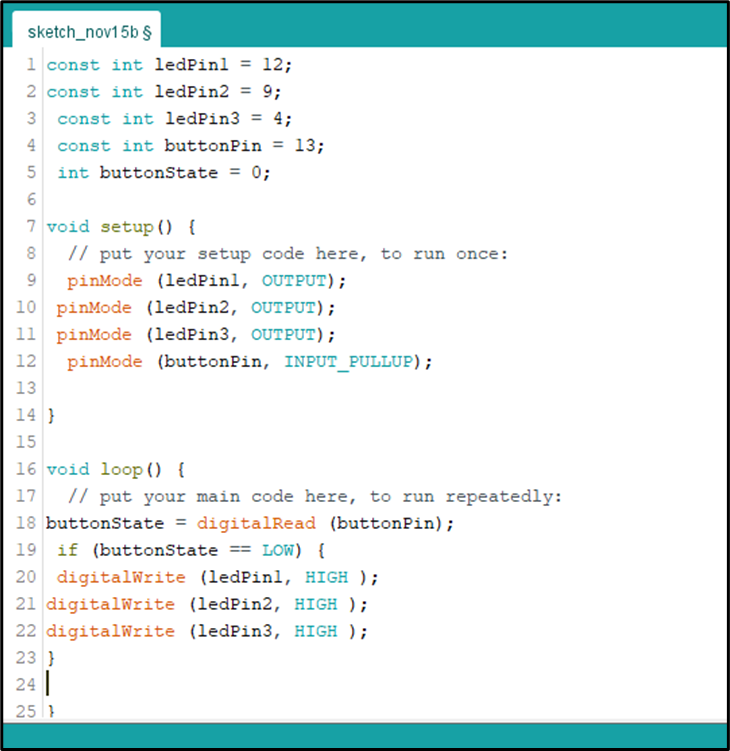 sketch_nov15b §
1 const int ledPin1 = 12;
2 const int ledPin2 = 9;
3 const int ledPin3 = 4;
4 const int buttonPin = 13;
5 int buttonState = 0;
6
7 void setup() {
8 // put your setup code here, to run once:
9 pinMode (ledPin1, OUTPUT);
10 pinMode (ledPin2, OUTPUT);
11 pinMode (ledPin3, OUTPUT);
12 pinMode (buttonPin, INPUT_PULLUP);
13
14 }
15
16 void loop() {
17 // put your main code here, to run repeatedly:
18 buttonState = digitalRead (buttonPin);
19 if (buttonState == LOW) {
20 digitalWrite (ledPin1, HIGH );
21 digitalWrite (ledPin2, HIGH );
22 digitalWrite (ledPin3, HIGH );
23 }
24
25 }